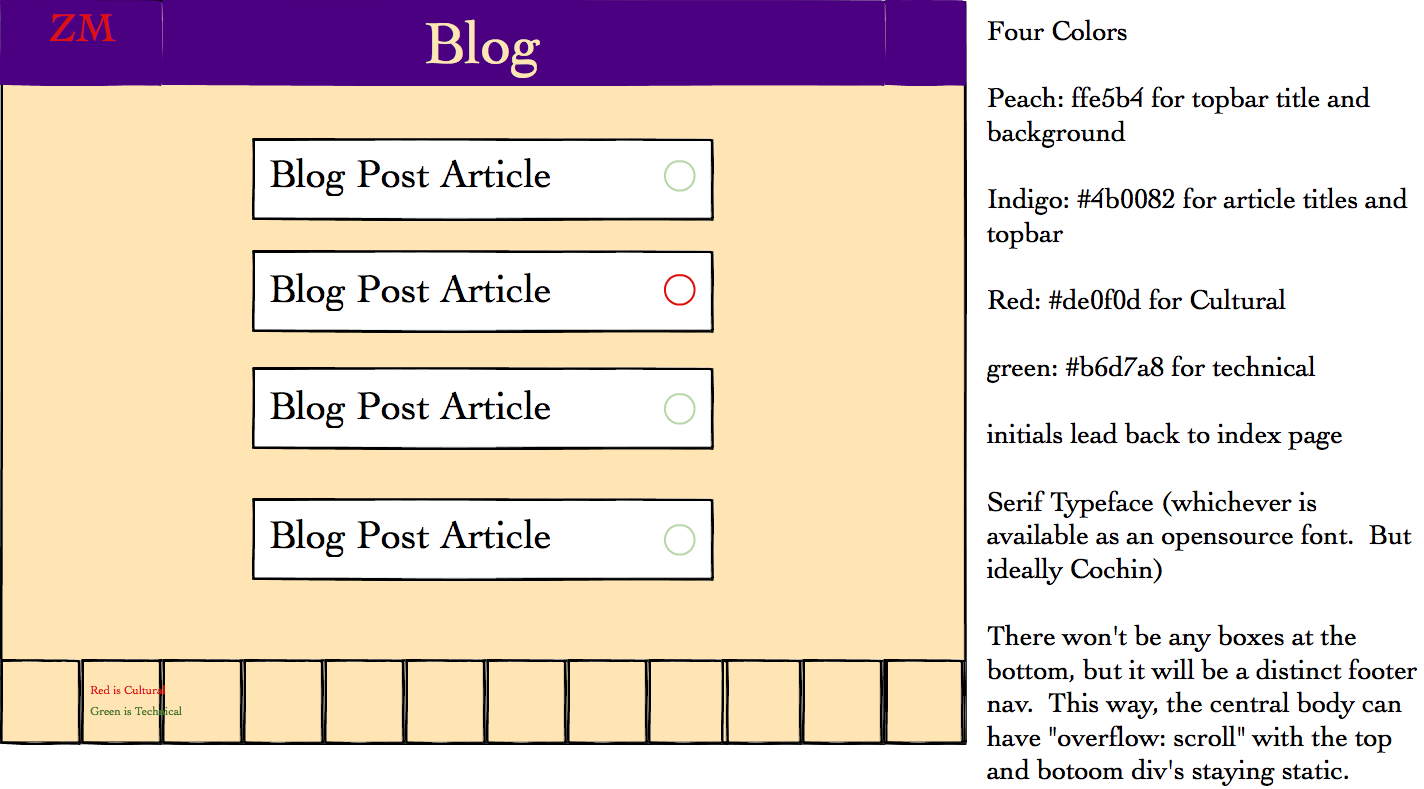 ZM
Blog
Blog Post Article
Blog Post Article
Blog Post Article
Blog Post Article
Red is Cultural
Green is Technical
Four Colors
Peach: ffe5b4 for topbar title and
background
Indigo: #4b0082 for article titles and
topbar
Red: #de0f0d for Cultural
green: #b6d7a8 for technical
initials lead back to index page
Serif Typeface (whichever is
available as an opensource font.  But
ideally Cochin)
There won't be any boxes at the
bottom, but it will be a distinct footer
nav.  This way, the central body can
have "overflow: scroll" with the top
and botoom div's staying static.